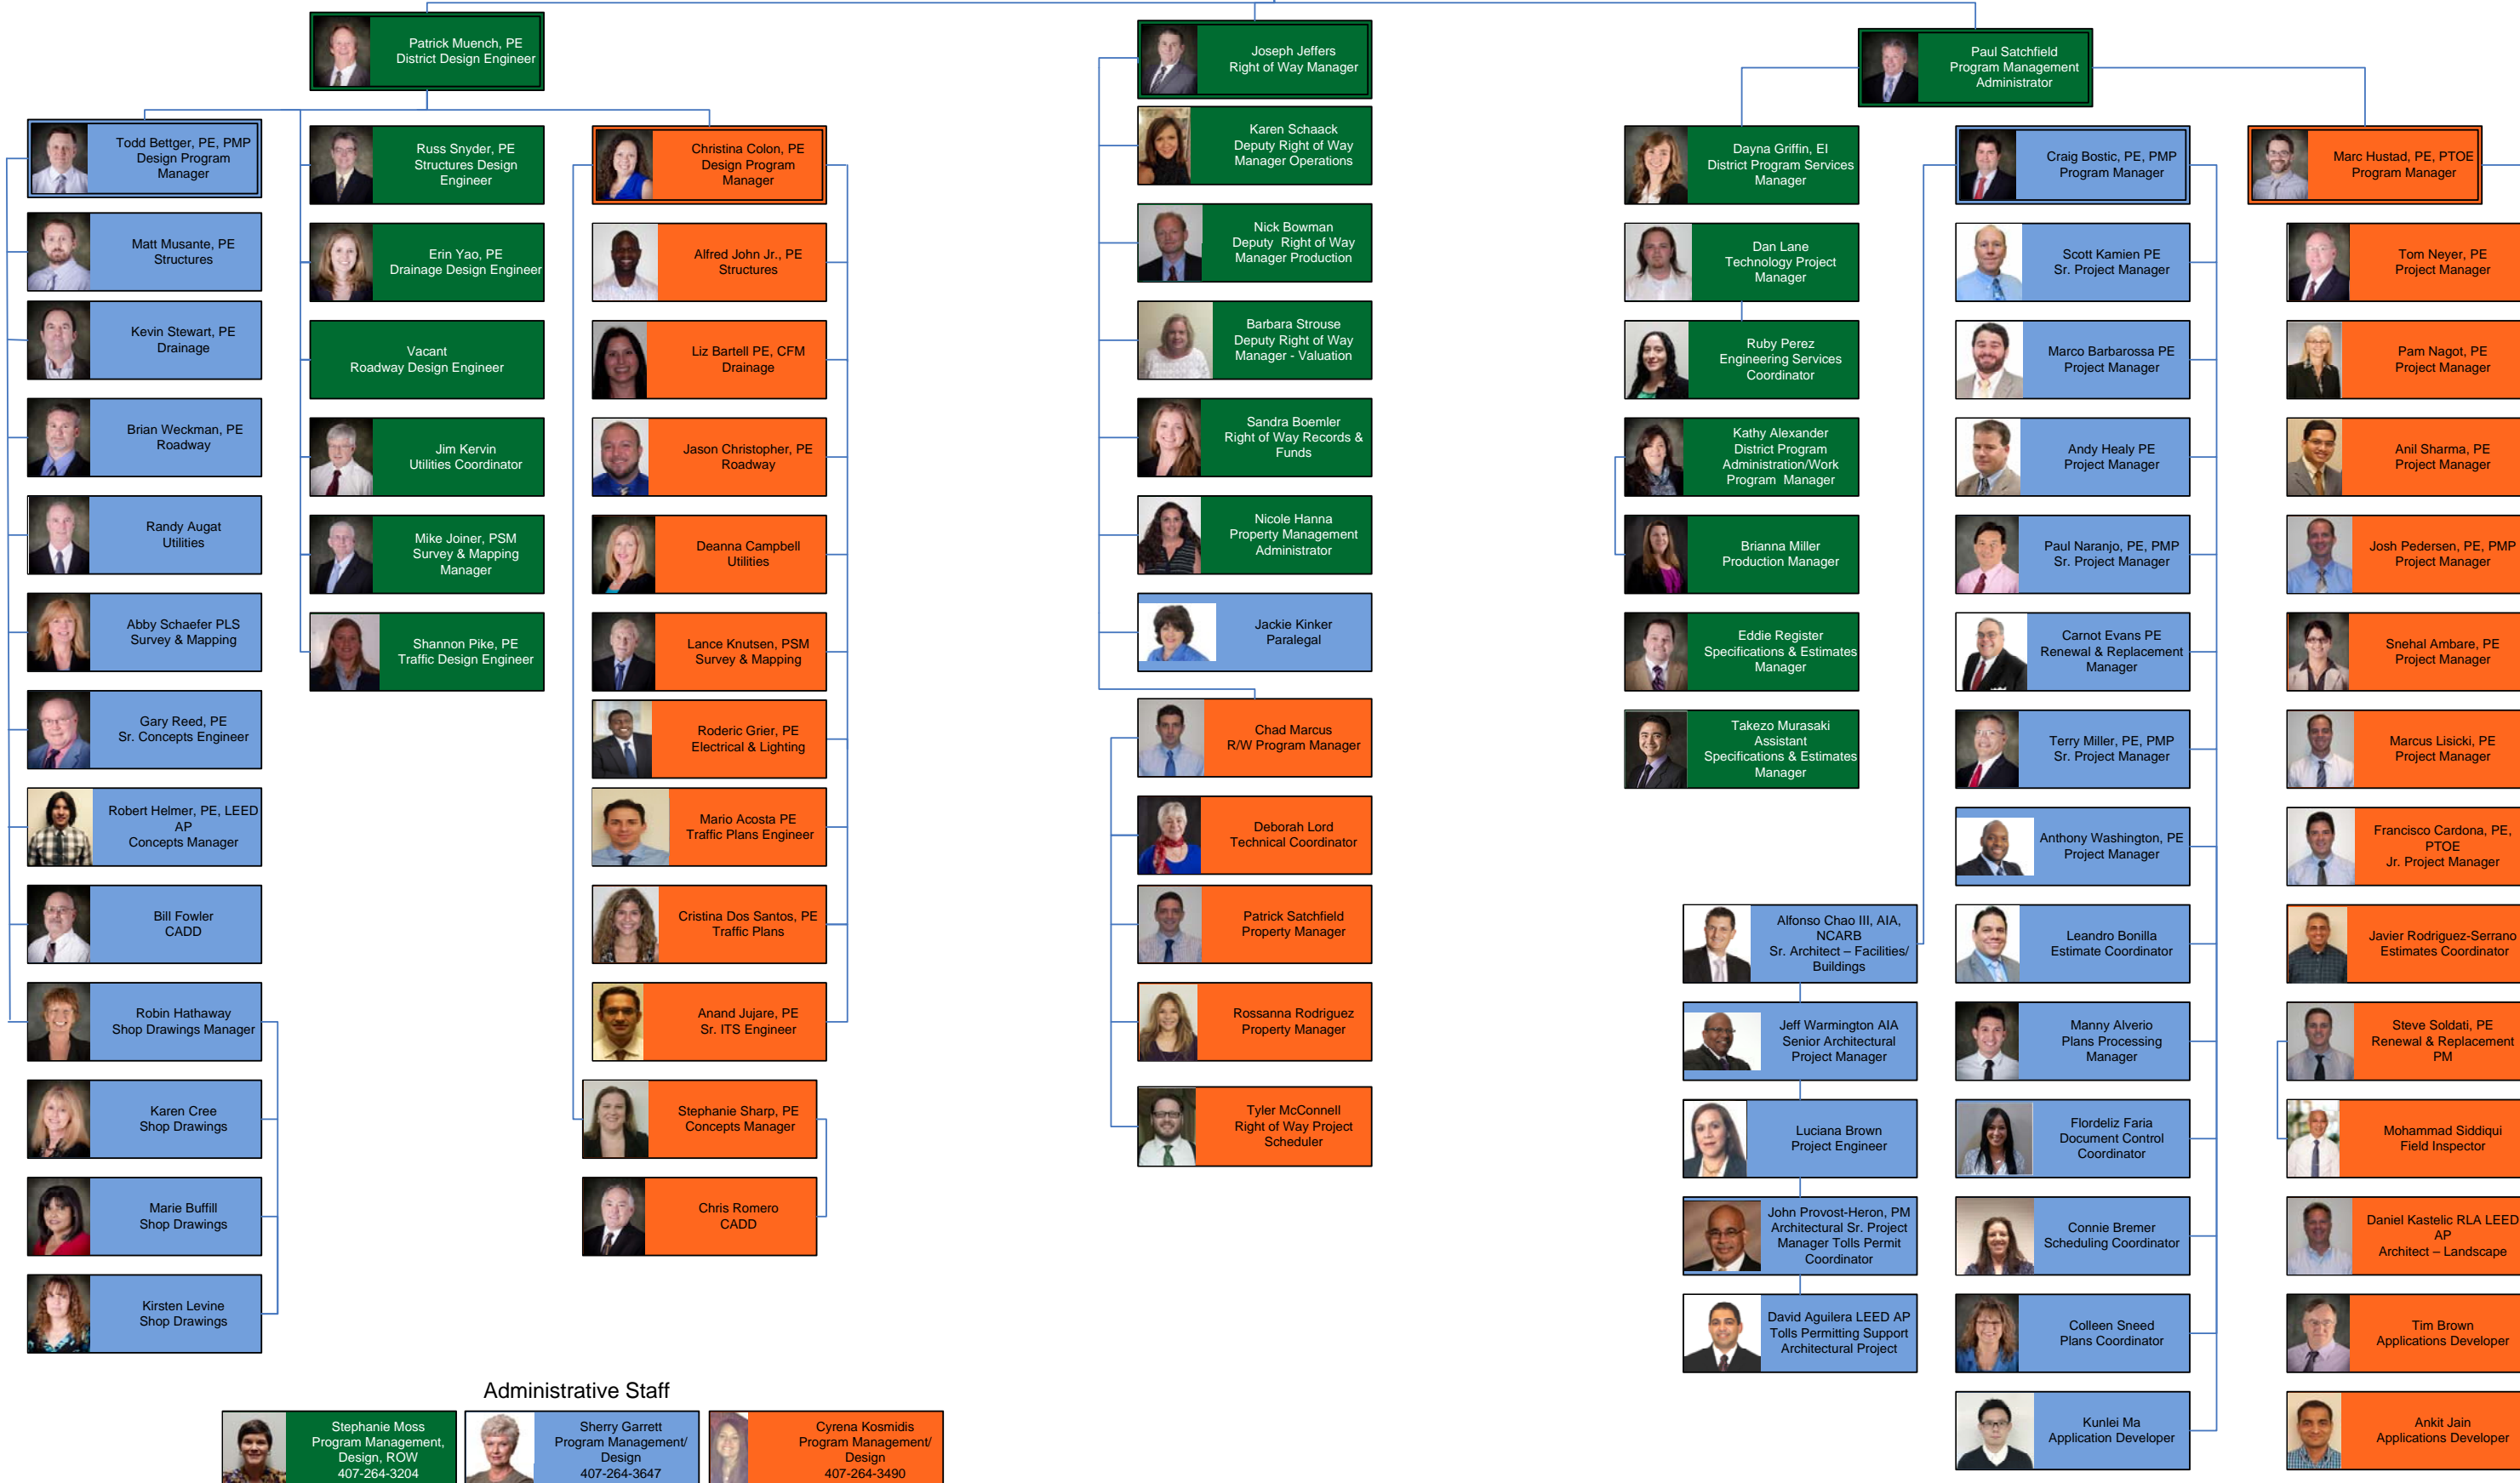 Patrick Muench, PE
District Design Engineer
Joseph Jeffers
Right of Way Manager
Paul Satchfield
Program Management
Administrator
Todd Bettger, PE, PMP
Design Program
Manager
Matt Musante, PE
Structures
Kevin Stewart, PE
Drainage
Brian Weckman, PE
Roadway
Randy Augat
Utilities
Abby Schaefer PLS
Survey & Mapping
Gary Reed, PE
Sr. Concepts Engineer
Robert Helmer, PE, LEED
AP
Concepts Manager
Bill Fowler
CADD
Robin Hathaway
Shop Drawings Manager
Karen Cree
Shop Drawings
Marie Buffill
Shop Drawings
Kirsten Levine
Shop Drawings
Russ Snyder, PE
Structures Design
Engineer
Erin Yao, PE
Drainage Design Engineer
Vacant
Roadway Design Engineer
Jim Kervin
Utilities Coordinator
Mike Joiner, PSM
Survey & Mapping
Manager
Shannon Pike, PE
Traffic Design Engineer
Christina Colon, PE
Design Program
Manager
Alfred John Jr., PE
Structures
Liz Bartell PE, CFM
Drainage
Jason Christopher, PE
Roadway
Deanna Campbell
Utilities
Lance Knutsen, PSM
Survey & Mapping
Roderic Grier, PE
Electrical & Lighting
Mario Acosta PE
Traffic Plans Engineer
Cristina Dos Santos, PE
Traffic Plans
Anand Jujare, PE
Sr. ITS Engineer
Stephanie Sharp, PE
Concepts Manager
Chris Romero
CADD
Karen Schaack
Deputy Right of Way
Manager Operations
Nick Bowman
Deputy Right of Way
Manager Production
Barbara Strouse
Deputy Right of Way
Manager - Valuation
Sandra Boemler
Right of Way Records &
Funds
Nicole Hanna
Property Management
Administrator
Jackie Kinker
Paralegal
Chad Marcus
R/W Program Manager
Deborah Lord
Technical Coordinator
Patrick Satchfield
Property Manager
Rossanna Rodriguez
Property Manager
Tyler McConnell
Right of Way Project
Scheduler
Dayna Griffin, EI
District Program Services
Manager
Dan Lane
Technology Project
Manager
Ruby Perez
Engineering Services
Coordinator
Kathy Alexander
District Program
Administration/Work
Program Manager
Brianna Miller
Production Manager
Eddie Register
Specifications & Estimates
Manager
Takezo Murasaki
Assistant
Specifications & Estimates
Manager
Alfonso Chao III, AIA,
NCARB
Sr. Architect – Facilities/
Buildings
Jeff Warmington AIA
Senior Architectural
Project Manager
Luciana Brown
Project Engineer
John Provost-Heron, PM
Architectural Sr. Project
Manager Tolls Permit
Coordinator
David Aguilera LEED AP
Tolls Permitting Support
Architectural Project
Craig Bostic, PE, PMP
Program Manager
Scott Kamien PE
Sr. Project Manager
Marco Barbarossa PE
Project Manager
Andy Healy PE
Project Manager
Paul Naranjo, PE, PMP
Sr. Project Manager
Carnot Evans PE
Renewal & Replacement
Manager
Terry Miller, PE, PMP
Sr. Project Manager
Anthony Washington, PE
Project Manager
Leandro Bonilla
Estimate Coordinator
Manny Alverio
Plans Processing
Manager
Flordeliz Faria
Document Control
Coordinator
Connie Bremer
Scheduling Coordinator
Colleen Sneed
Plans Coordinator
Kunlei Ma
Application Developer
Marc Hustad, PE, PTOE
Program Manager
Tom Neyer, PE
Project Manager
Pam Nagot, PE
Project Manager
Anil Sharma, PE
Project Manager
Josh Pedersen, PE, PMP
Project Manager
Snehal Ambare, PE
Project Manager
Marcus Lisicki, PE
Project Manager
Francisco Cardona, PE,
PTOE
Jr. Project Manager
Javier Rodriguez-Serrano
Estimates Coordinator
Steve Soldati, PE
Renewal & Replacement
PM
Mohammad Siddiqui
Field Inspector
Daniel Kastelic RLA LEED
AP
Architect – Landscape
Tim Brown
Applications Developer
Ankit Jain
Applications Developer
Administrative Staff
Stephanie Moss
Program Management,
Design, ROW
407-264-3204
Sherry Garrett
Program Management/
Design
407-264-3647
Cyrena Kosmidis
Program Management/
Design
407-264-3490